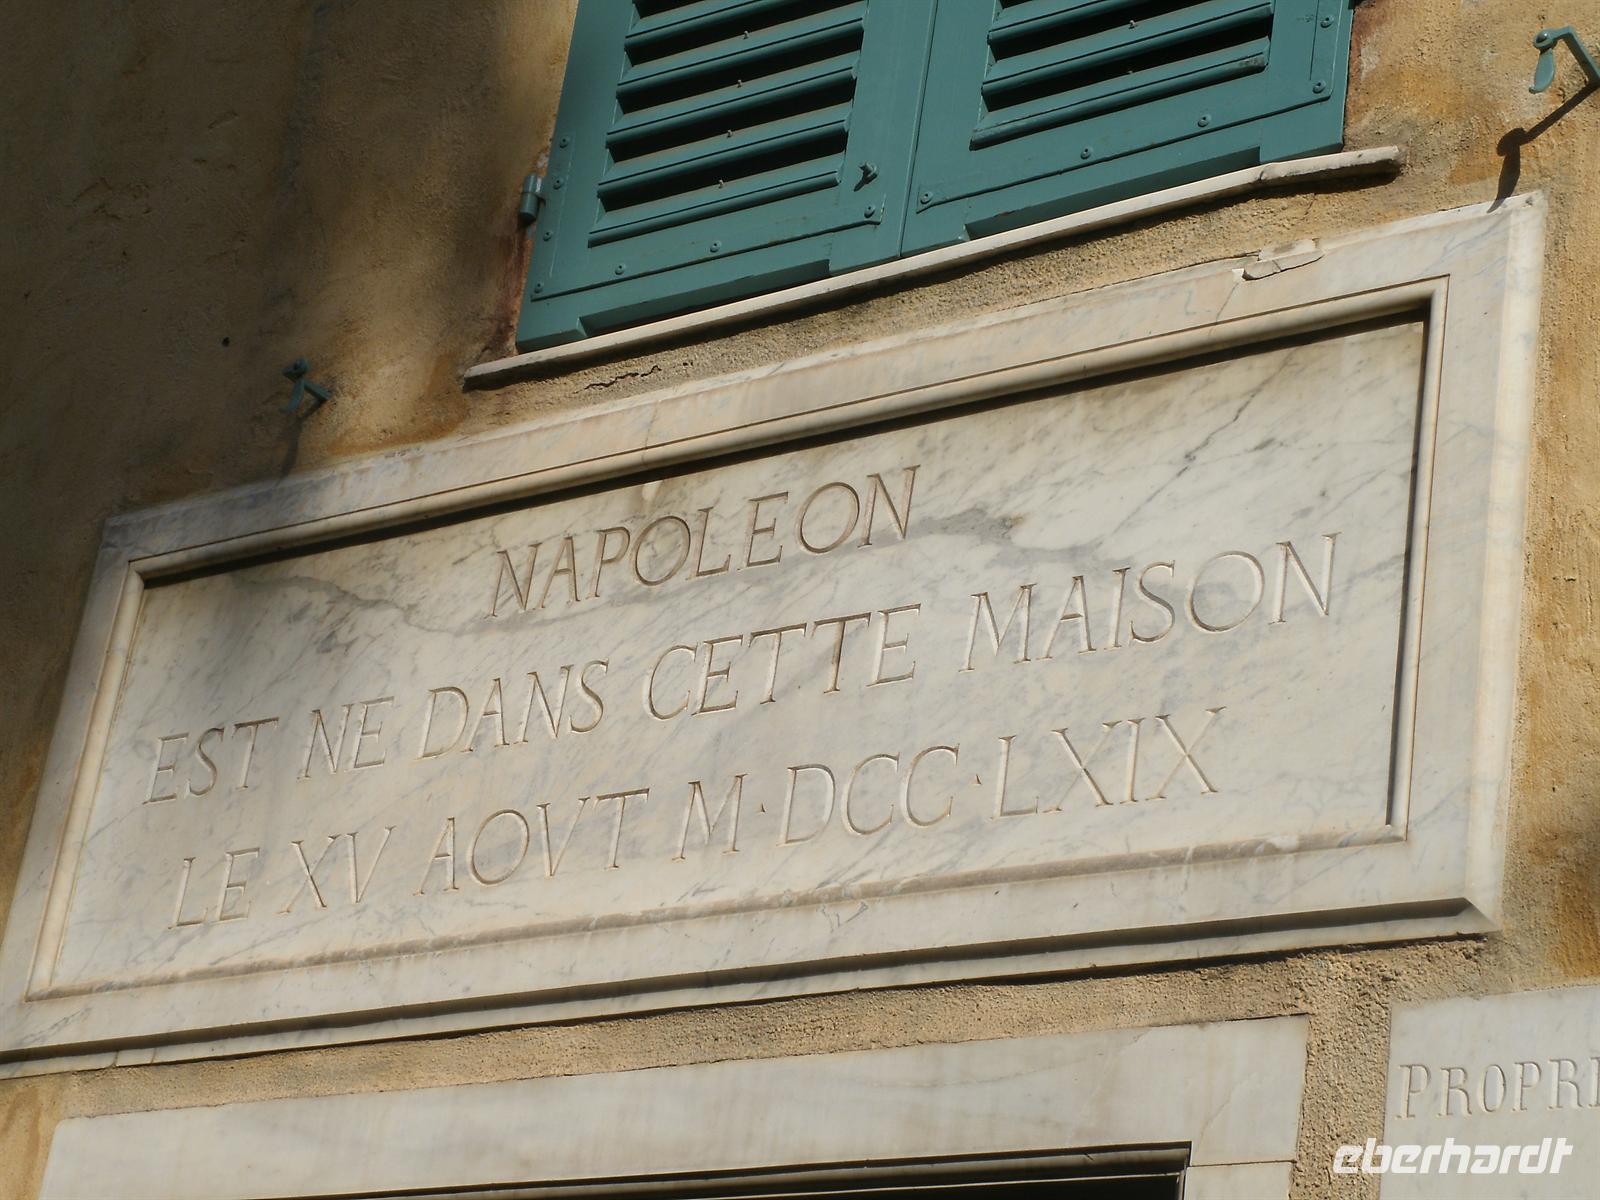 NAPOLEON
EST NE DANS CETTE MAISON
LE XV AOVT M·DCC·LXIX
PROPRI
eberhardt